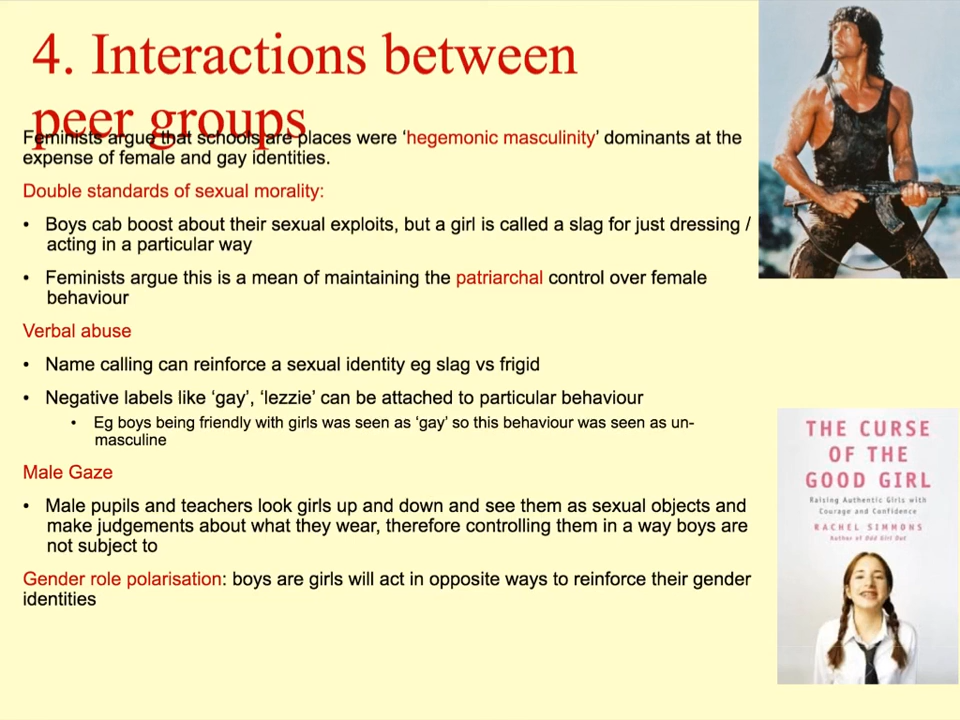 4. Interactions between
peer groups
Feminists argue that schools are places were ‘hegemonic masculinity’ dominants at the
expense of female and gay identities.
Double standards of sexual morality:
• Boys cab boost about their sexual exploits, but a girl is called a slag for just dressing /
acting in a particular way
• Feminists argue this is a mean of maintaining the patriarchal control over female
behaviour
Verbal abuse
• Name calling can reinforce a sexual identity eg slag vs frigid
• Negative labels like ‘gay’, ‘lezzie’ can be attached to particular behaviour
• Eg boys being friendly with girls was seen as ‘gay’ so this behaviour was seen as un-
masculine
Male Gaze
• Male pupils and teachers look girls up and down and see them as sexual objects and
make judgements about what they wear, therefore controlling them in a way boys are
not subject to
Gender role polarisation: boys are girls will act in opposite ways to reinforce their gender
identities
THE CURSE
OF THE
GOOD GIRL
Raising Authentic Girls with
Courage and Confidence
RACHEL SIMMONS
Author of Odd Girl Out